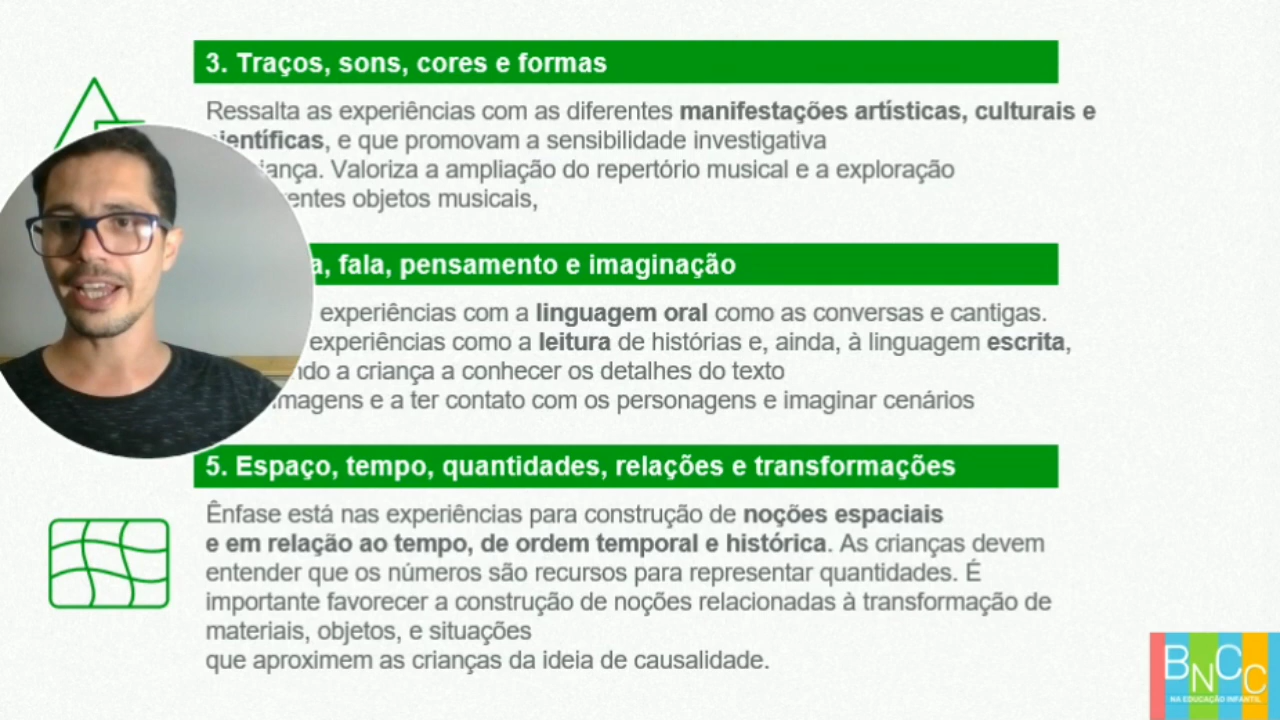 3. Traços, sons, cores e formas
Ressalta as experiências com as diferentes manifestações artísticas, culturais e
científicas, e que promovam a sensibilidade investigativa
Valoriza a ampliação do repertório musical e a exploração
objetos musicais,
fala, pensamento e imaginação
experiências com a linguagem oral como as conversas e cantigas.
experiências como a leitura de histórias e, ainda, à linguagem escrita,
a criança a conhecer os detalhes do texto
imagens e a ter contato com os personagens e imaginar cenários
5. Espaço, tempo, quantidades, relações e transformações
Ênfase está nas experiências para construção de noções espaciais
e em relação ao tempo, de ordem temporal e histórica. As crianças devem
entender que os números são recursos para representar quantidades. É
importante favorecer a construção de noções relacionadas à transformação de
materiais, objetos, e situações
que aproximem as crianças da ideia de causalidade.
BNCC
NA EDUCAÇÃO INFANTIL